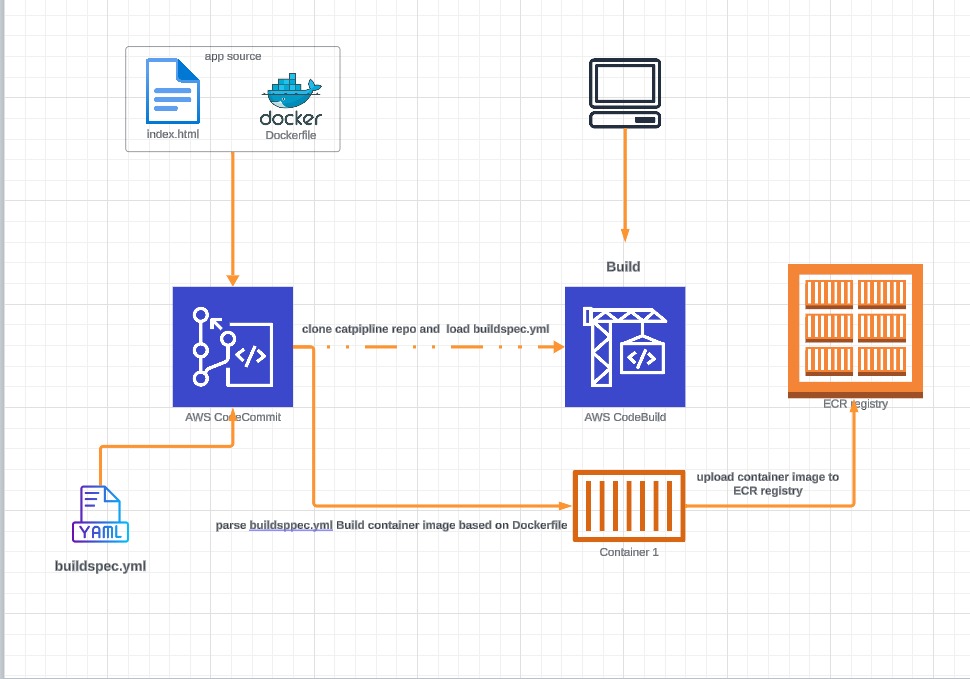 app source
index.html
docker
Dockerfile
Build
clone catpipline repo and load buildspec.yml
AWS CodeCommit
AWS CodeBuild
ECR registry
upload container image to
ECR registry
YAML
parse buildsppec.yml Build container image based on Dockerfile
Container 1
buildspec.yml